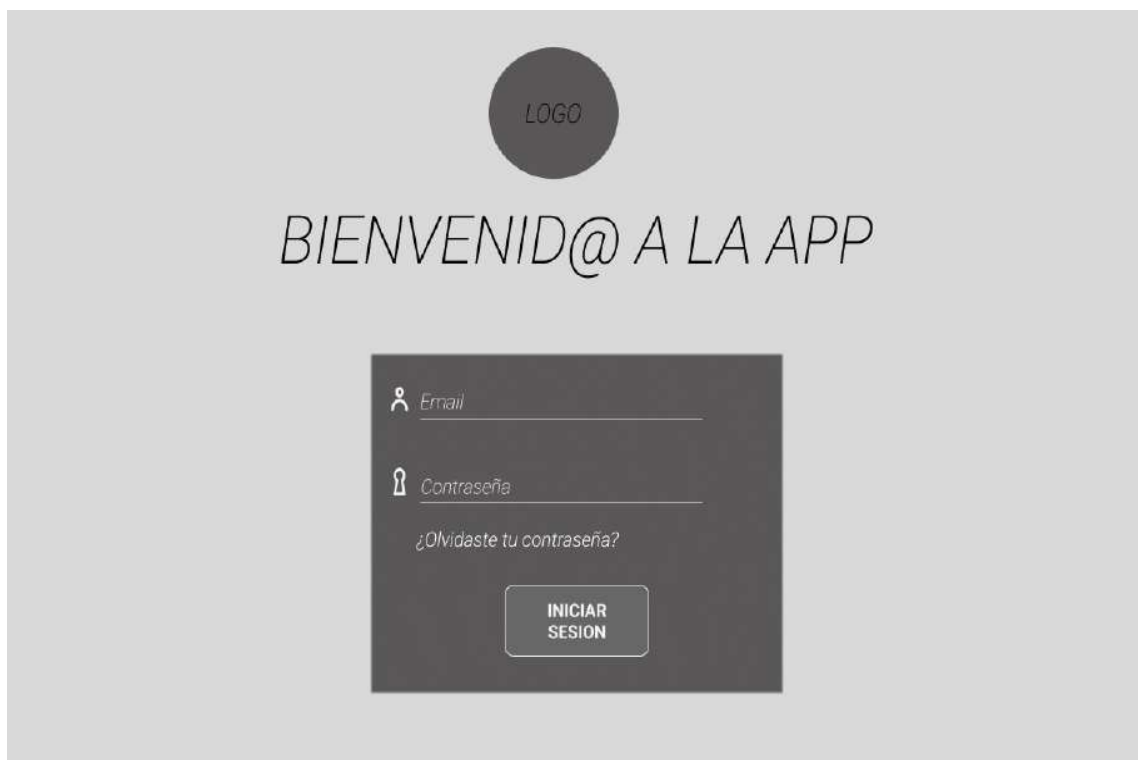 LOGO
BIENVENID@ A LA APP
Email
Contraseña
¿Olvidaste tu contraseña?
INICIAR
SESION